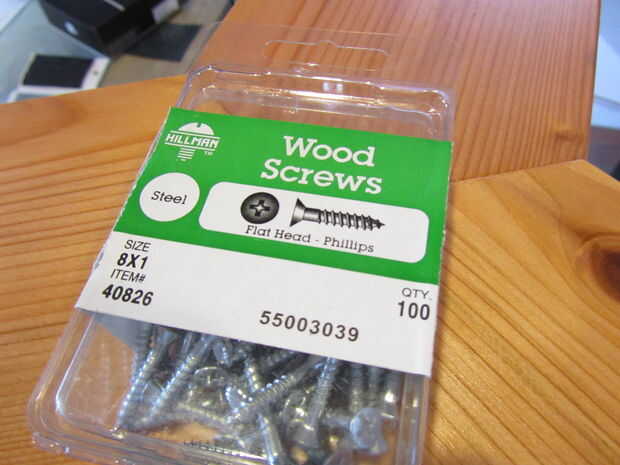 HILLMAN
TM
Wood
Screws
Steel
Flat Head - Phillips
SIZE
8X1
ITEM#
40826
QTY.
100
55003039